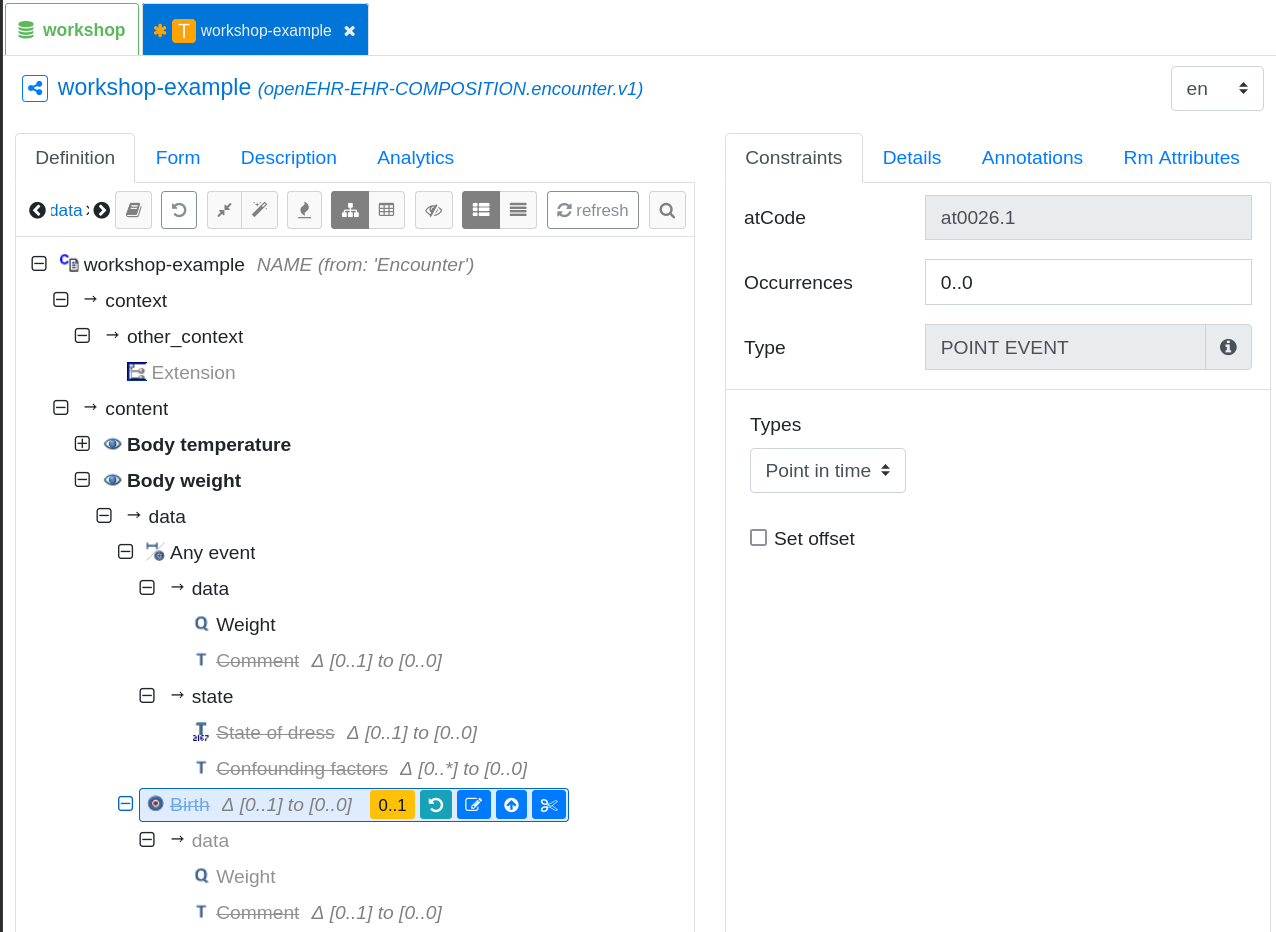 workshop
T workshop-example
workshop-example (openEHR-EHR-COMPOSITION.encounter.v1)
en
Definition Form Description Analytics
Constraints Details Annotations Rm Attributes
data
refresh
workshop-example NAME (from: 'Encounter')
context
other_context
Extension
content
Body temperature
Body weight
data
Any event
data
Q Weight
T Comment Δ [0..1] to [0..0]
state
T State of dress Δ [0..1] to [0..0]
T Confounding factors Δ [0..*] to [0..0]
Birth Δ [0..1] to [0..0] 0..1
data
Q Weight
T Comment Δ [0..1] to [0..0]
atCode at0026.1
Occurrences 0..0
Type POINT EVENT
Types
Point in time
Set offset